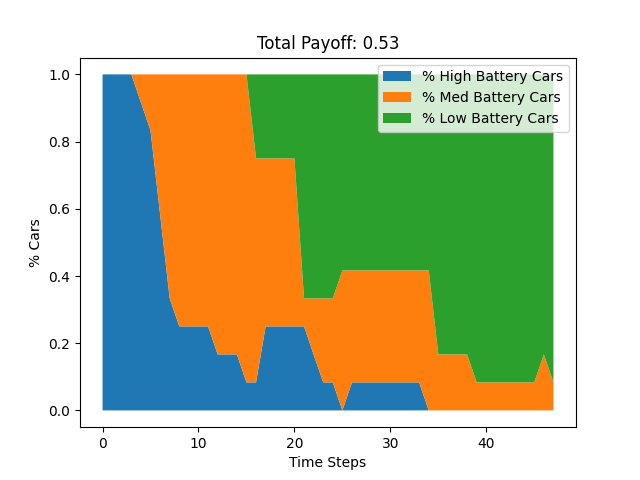 Total Payoff: 0.53
% High Battery Cars
% Med Battery Cars
% Low Battery Cars
1.0
0.8
0.6
0.4
0.2
0.0
% Cars
0
10
20
30
40
Time Steps